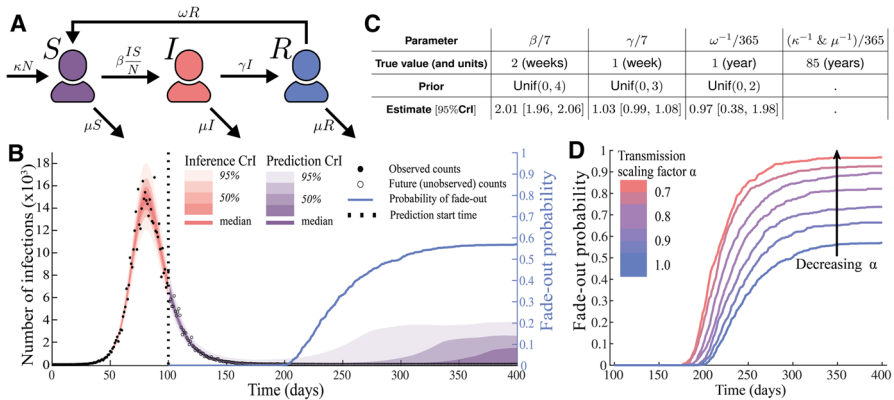 A
ωR
S
I
R
κN
β IS/N
γI
μS
μI
μR
C
Parameter β/7 γ/7 ω⁻¹/365 (κ⁻¹ & μ⁻¹)/365
True value (and units) 2 (weeks) 1 (week) 1 (year) 85 (years)
Prior Unif(0, 4) Unif(0, 3) Unif(0, 2) .
Estimate [95%CrI] 2.01 [1.96, 2.06] 1.03 [0.99, 1.08] 0.97 [0.38, 1.98] .
B
Number of infections (x10³)
18
16
14
12
10
8
6
4
2
0
Inference CrI
95%
50%
median
Prediction CrI
95%
50%
median
Observed counts
Future (unobserved) counts
Probability of fade-out
Prediction start time
1
0.9
0.8
0.7
0.6
0.5
0.4
0.3
0.2
0.1
0
Fade-out probability
0 50 100 150 200 250 300 350 400
Time (days)
D
Fade-out probability
1
0.9
0.8
0.7
0.6
0.5
0.4
0.3
0.2
0.1
0
Transmission
scaling factor α
0.7
0.8
0.9
1.0
Decreasing α
100 150 200 250 300 350 400
Time (days)